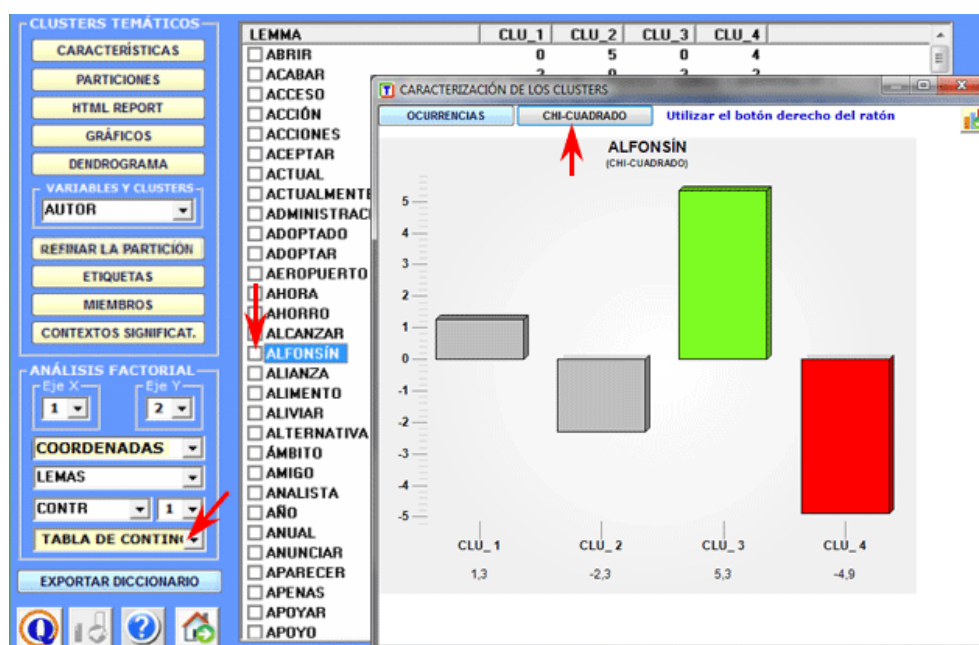 CLUSTERS TEMÁTICOS
CARACTERÍSTICAS
PARTICIONES
HTML REPORT
GRÁFICOS
DENDROGRAMA
VARIABLES Y CLUSTERS
AUTOR
REFINAR LA PARTICIÓN
ETIQUETAS
MIEMBROS
CONTEXTOS SIGNIFICAT.
ANÁLISIS FACTORIAL
Eje X Eje Y
1 2
COORDENADAS
LEMAS
CONTR 1
TABLA DE CONTIN
EXPORTAR DICCIONARIO
LEMMA CLU_1 CLU_2 CLU_3 CLU_4
ABRIR 0 5 0 4
ACABAR
ACCESO
ACCIÓN
ACCIONES
ACEPTAR
ACTUAL
ACTUALMENTE
ADMINISTRACI
ADOPTADO
ADOPTAR
AEROPUERTO
AHORA
AHORRO
ALCANZAR
ALFONSÍN
ALIANZA
ALIMENTO
ALIVIAR
ALTERNATIVA
ÁMBITO
AMIGO
ANALISTA
AÑO
ANUAL
ANUNCIAR
APARECER
APENAS
APOYAR
APOYO
T CARACTERIZACIÓN DE LOS CLUSTERS
OCURRENCIAS CHI-CUADRADO Utilizar el botón derecho del ratón
ALFONSÍN
(CHI-CUADRADO)
5
4
3
2
1
0
-1
-2
-3
-4
-5
CLU_1 CLU_2 CLU_3 CLU_4
1,3 -2,3 5,3 -4,9